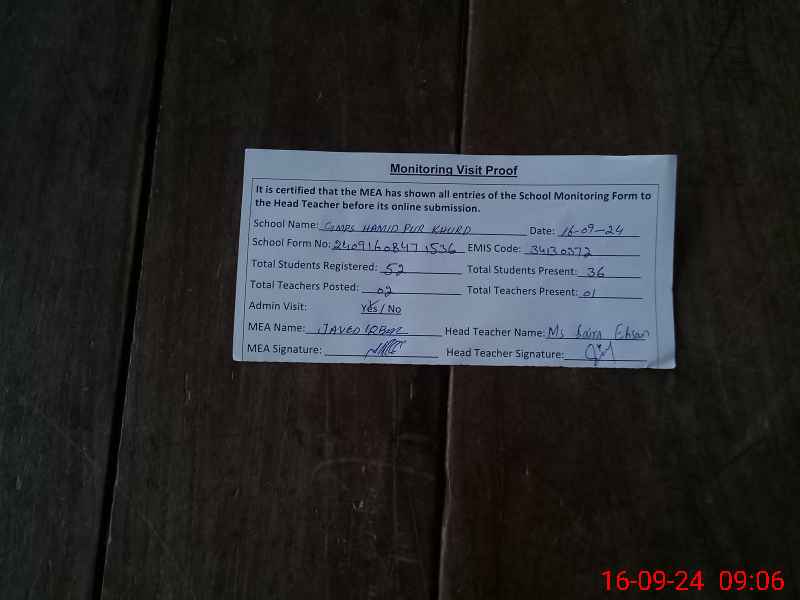 Monitoring Visit Proof
It is certified that the MEA has shown all entries of the School Monitoring Form to
the Head Teacher before its online submission.
School Name: GMPS HAMID PUR KHURD Date: 16-09-24
School Form No: 2409160847 1536 EMIS Code: 34130372
Total Students Registered: 52 Total Students Present: 36
Total Teachers Posted: 02 Total Teachers Present: 01
Admin Visit: Yes / No
MEA Name: JAVED IQBAL Head Teacher Name: Ms Saira Ehsan
MEA Signature: Head Teacher Signature:
16-09-24 09:06